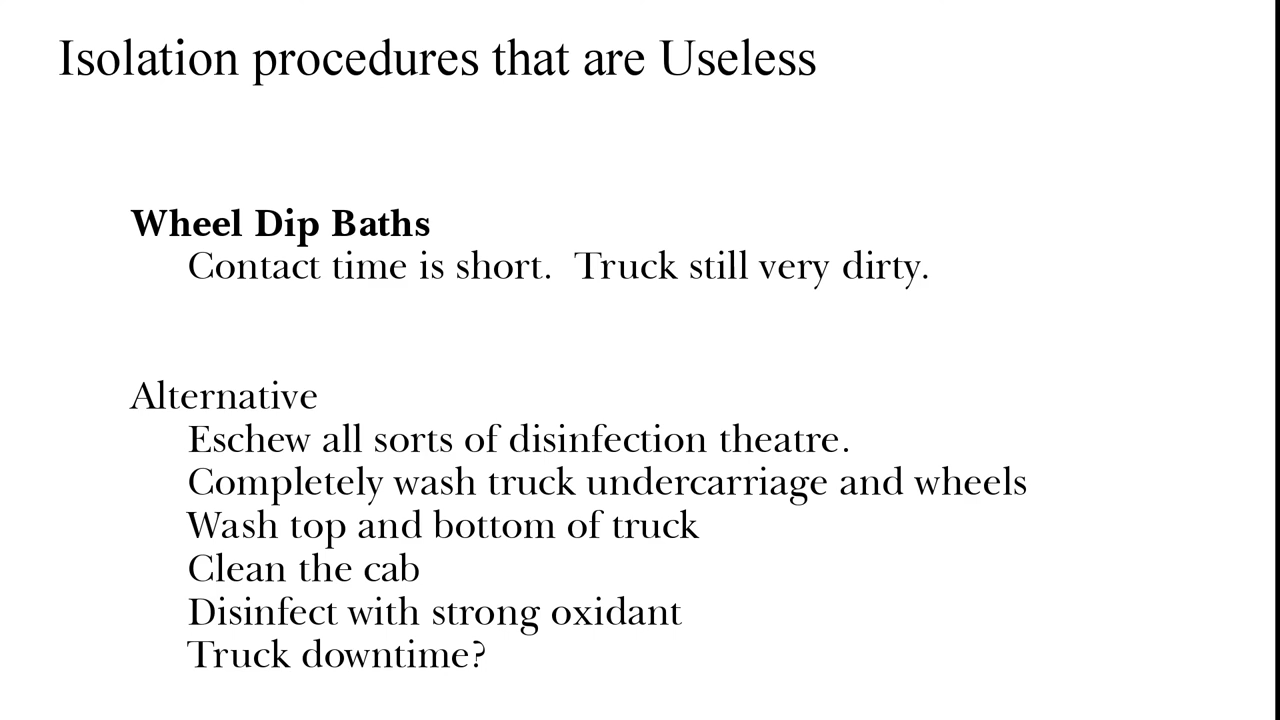 Isolation procedures that are Useless
Wheel Dip Baths
Contact time is short.  Truck still very dirty.
Alternative
Eschew all sorts of disinfection theatre.
Completely wash truck undercarriage and wheels
Wash top and bottom of truck
Clean the cab
Disinfect with strong oxidant
Truck downtime?